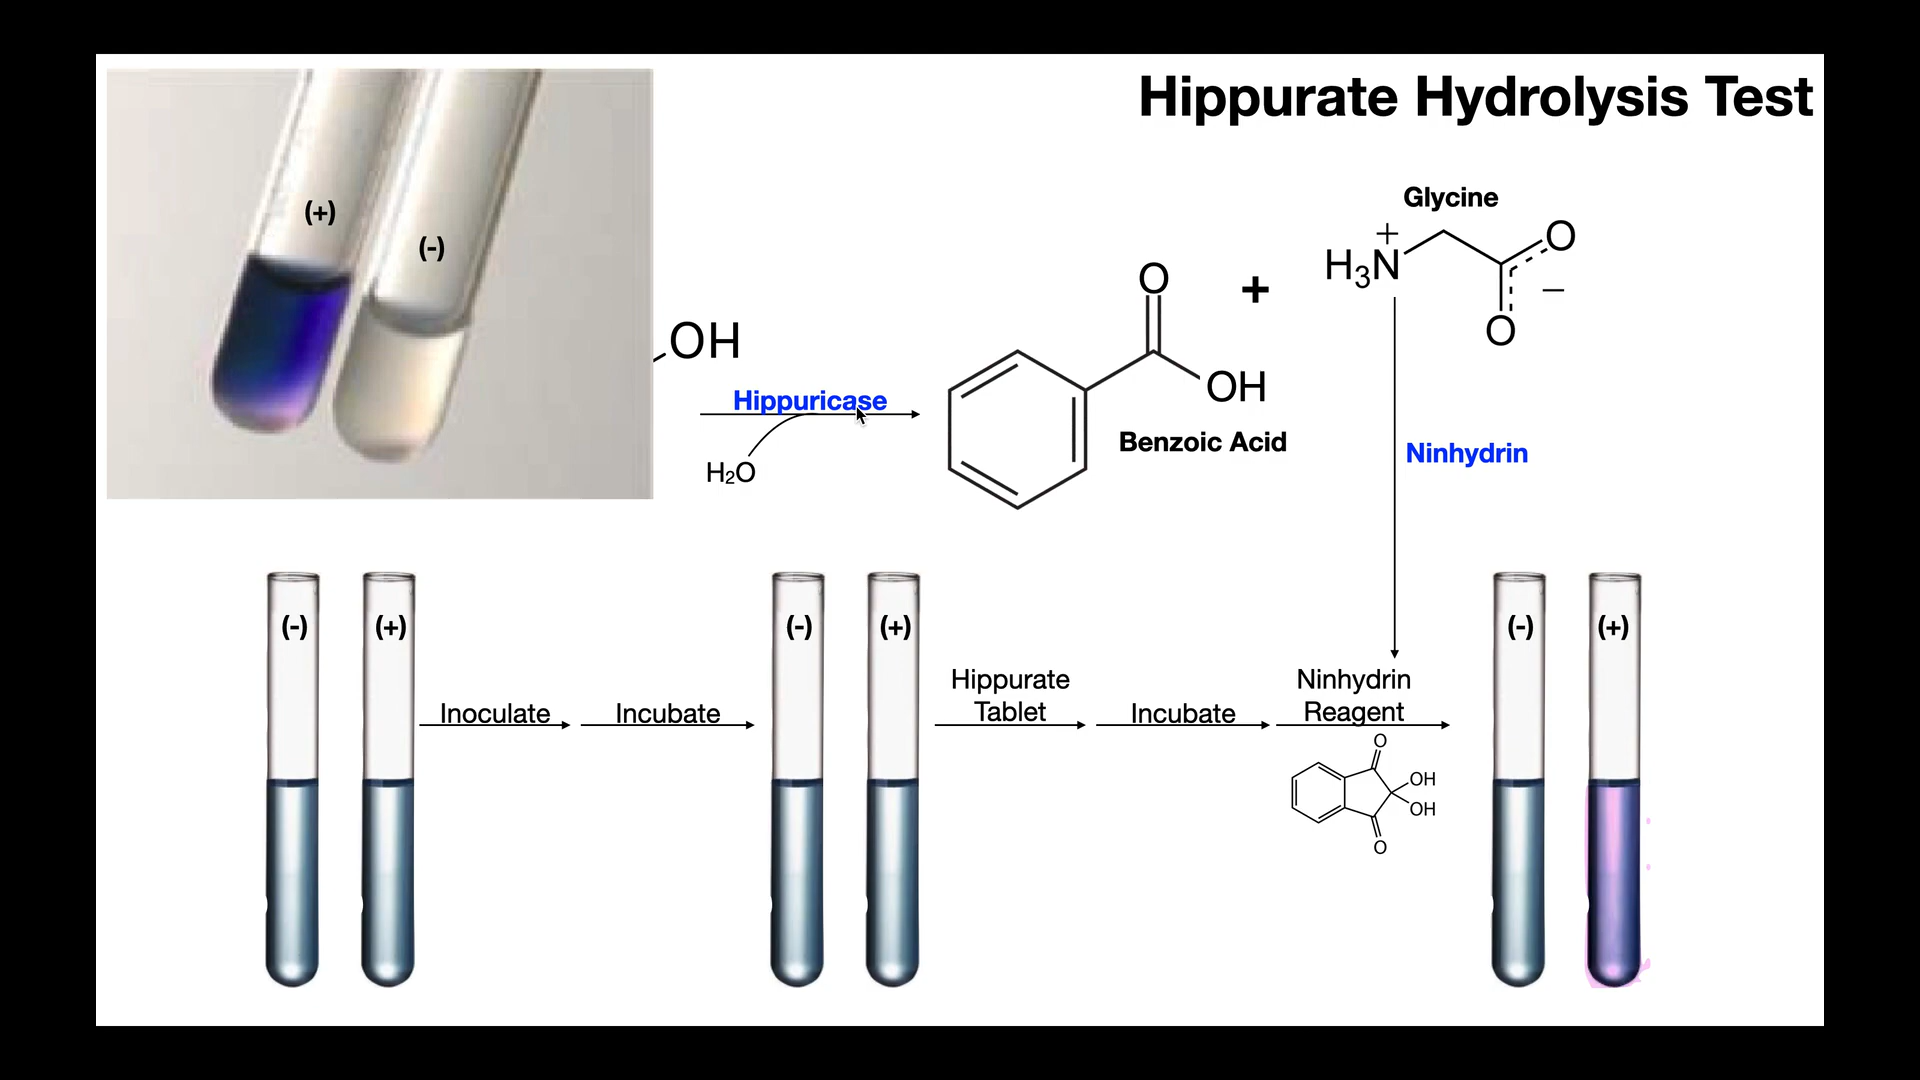 Hippurate Hydrolysis Test
(+)
(-)
OH
Hippuricase
H₂O
O
OH
Benzoic Acid
+
Glycine
+
H₃N
O
O
−
Ninhydrin
(-)
(+)
Inoculate
Incubate
(-)
(+)
Hippurate
Tablet
Incubate
Ninhydrin
Reagent
O
OH
OH
O
(-)
(+)